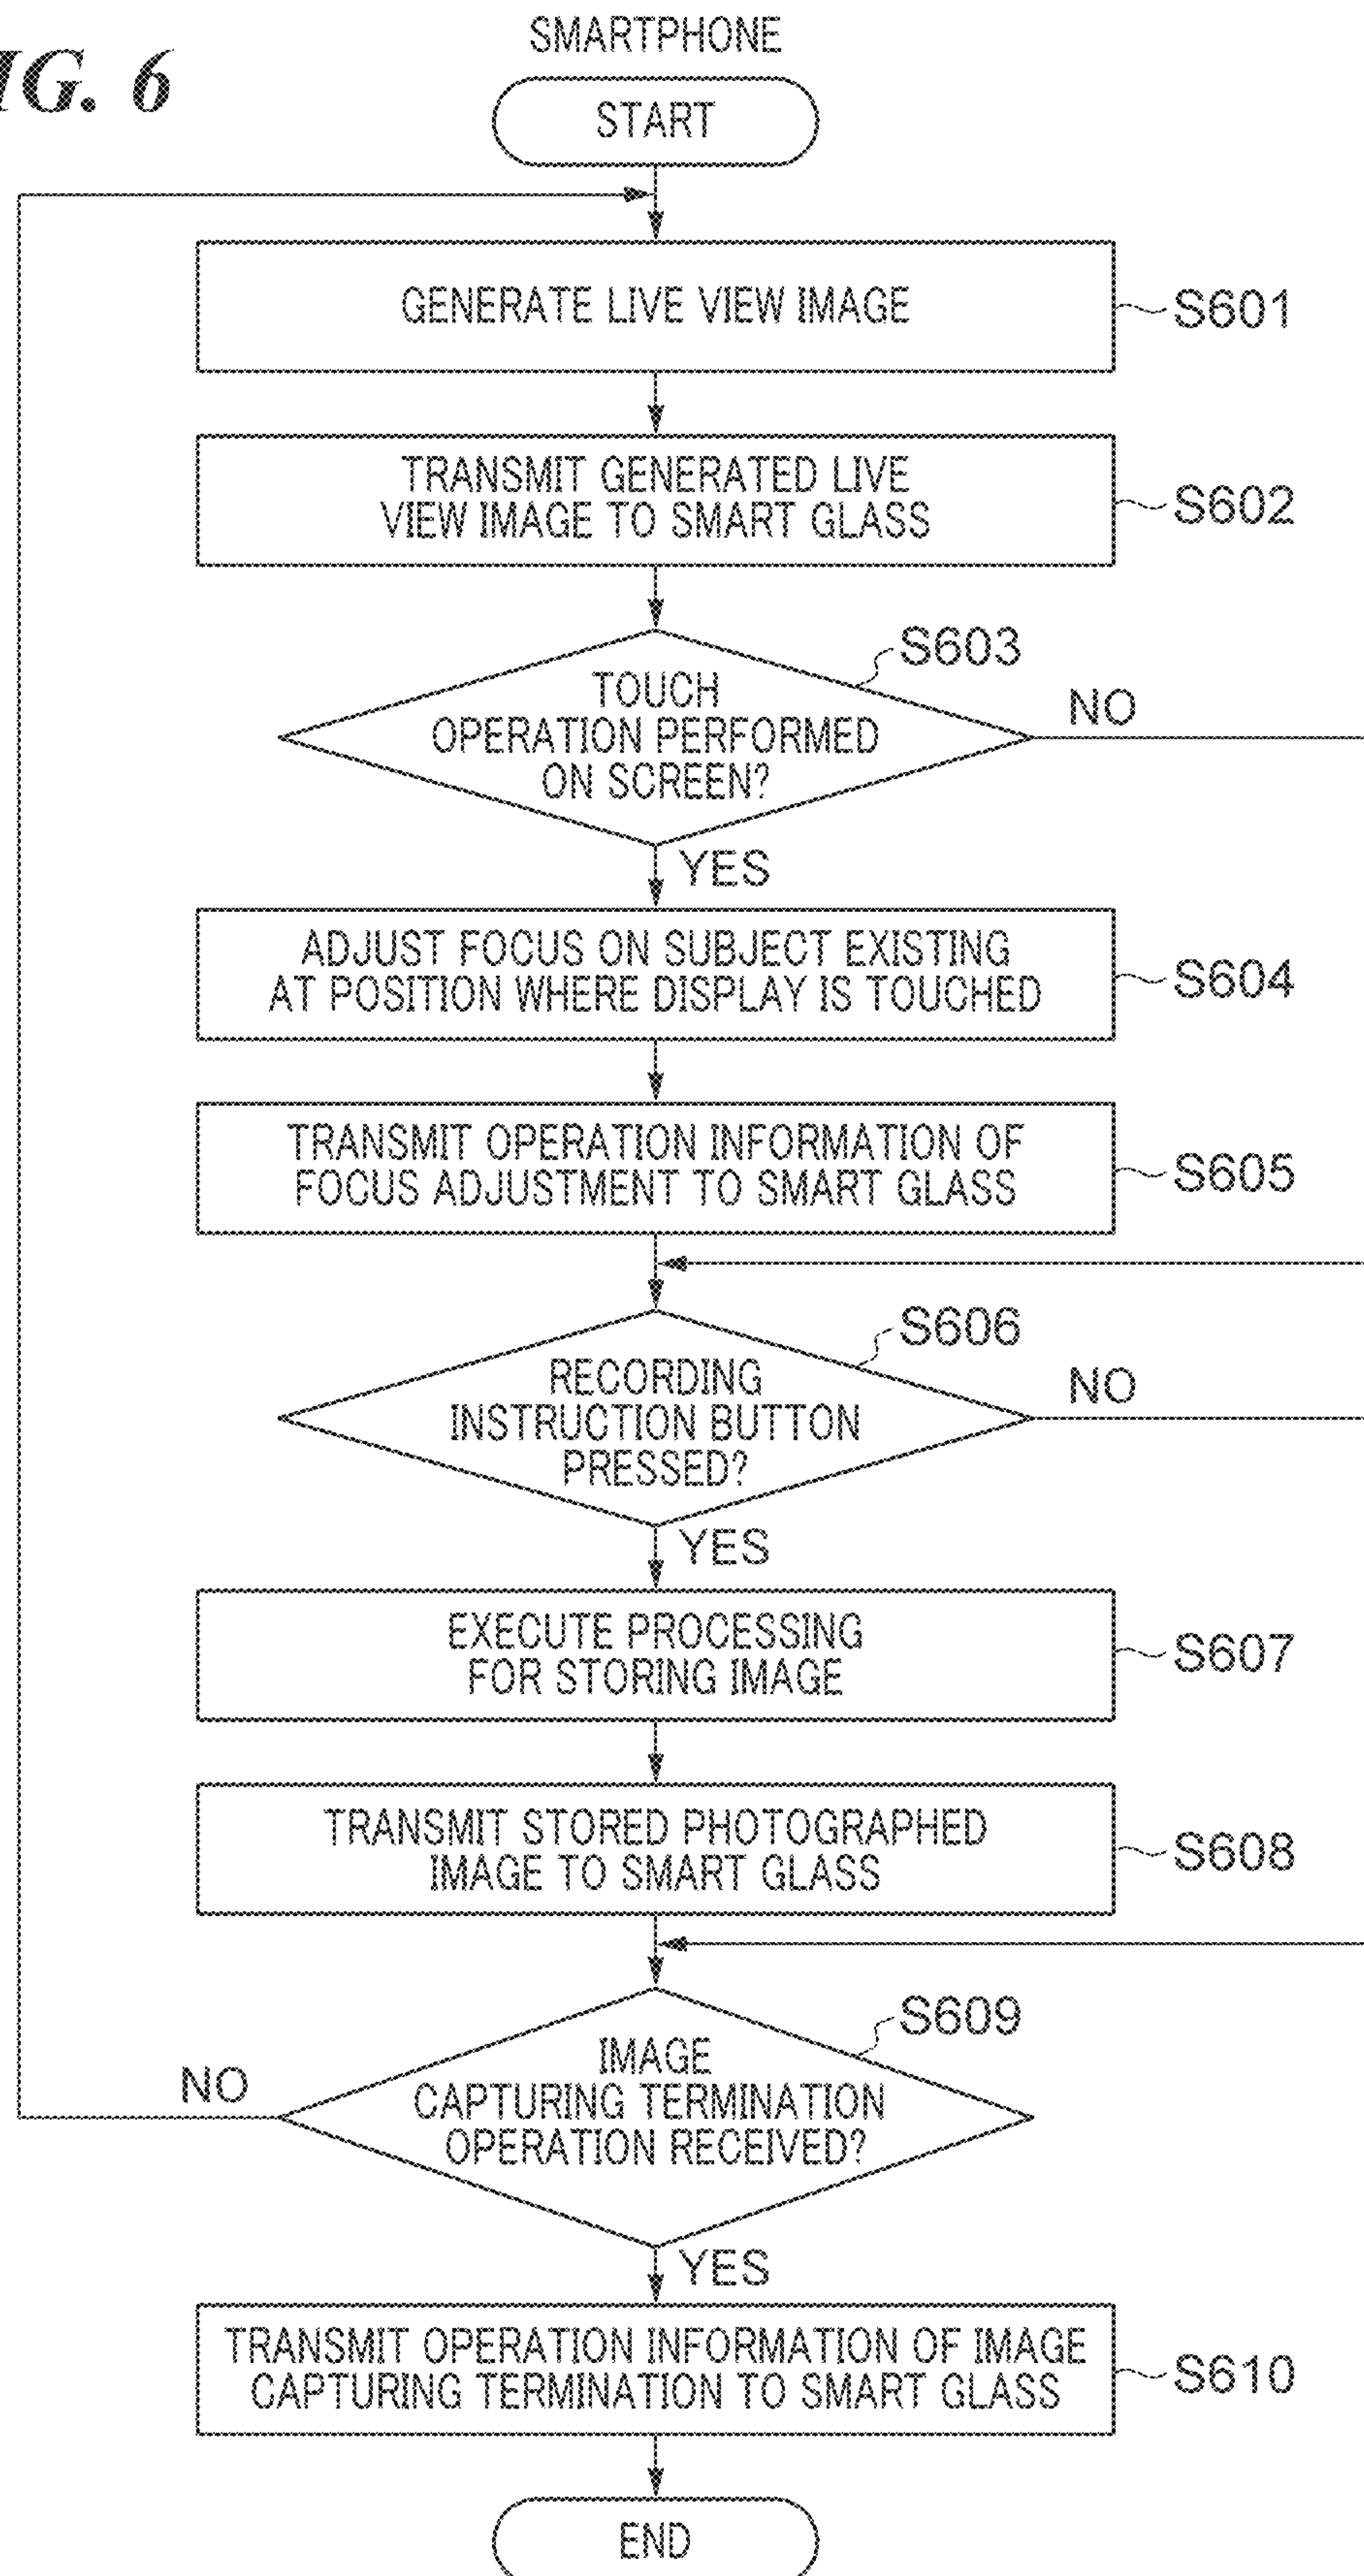 IG. 6
SMARTPHONE
START
GENERATE LIVE VIEW IMAGE
S601
TRANSMIT GENERATED LIVE
VIEW IMAGE TO SMART GLASS
S602
S603
TOUCH
OPERATION PERFORMED
ON SCREEN?
NO
YES
ADJUST FOCUS ON SUBJECT EXISTING
AT POSITION WHERE DISPLAY IS TOUCHED
S604
TRANSMIT OPERATION INFORMATION OF
FOCUS ADJUSTMENT TO SMART GLASS
S605
S606
RECORDING
INSTRUCTION BUTTON
PRESSED?
NO
YES
EXECUTE PROCESSING
FOR STORING IMAGE
S607
TRANSMIT STORED PHOTOGRAPHED
IMAGE TO SMART GLASS
S608
S609
IMAGE
CAPTURING TERMINATION
OPERATION RECEIVED?
NO
YES
TRANSMIT OPERATION INFORMATION OF IMAGE
CAPTURING TERMINATION TO SMART GLASS
S610
END